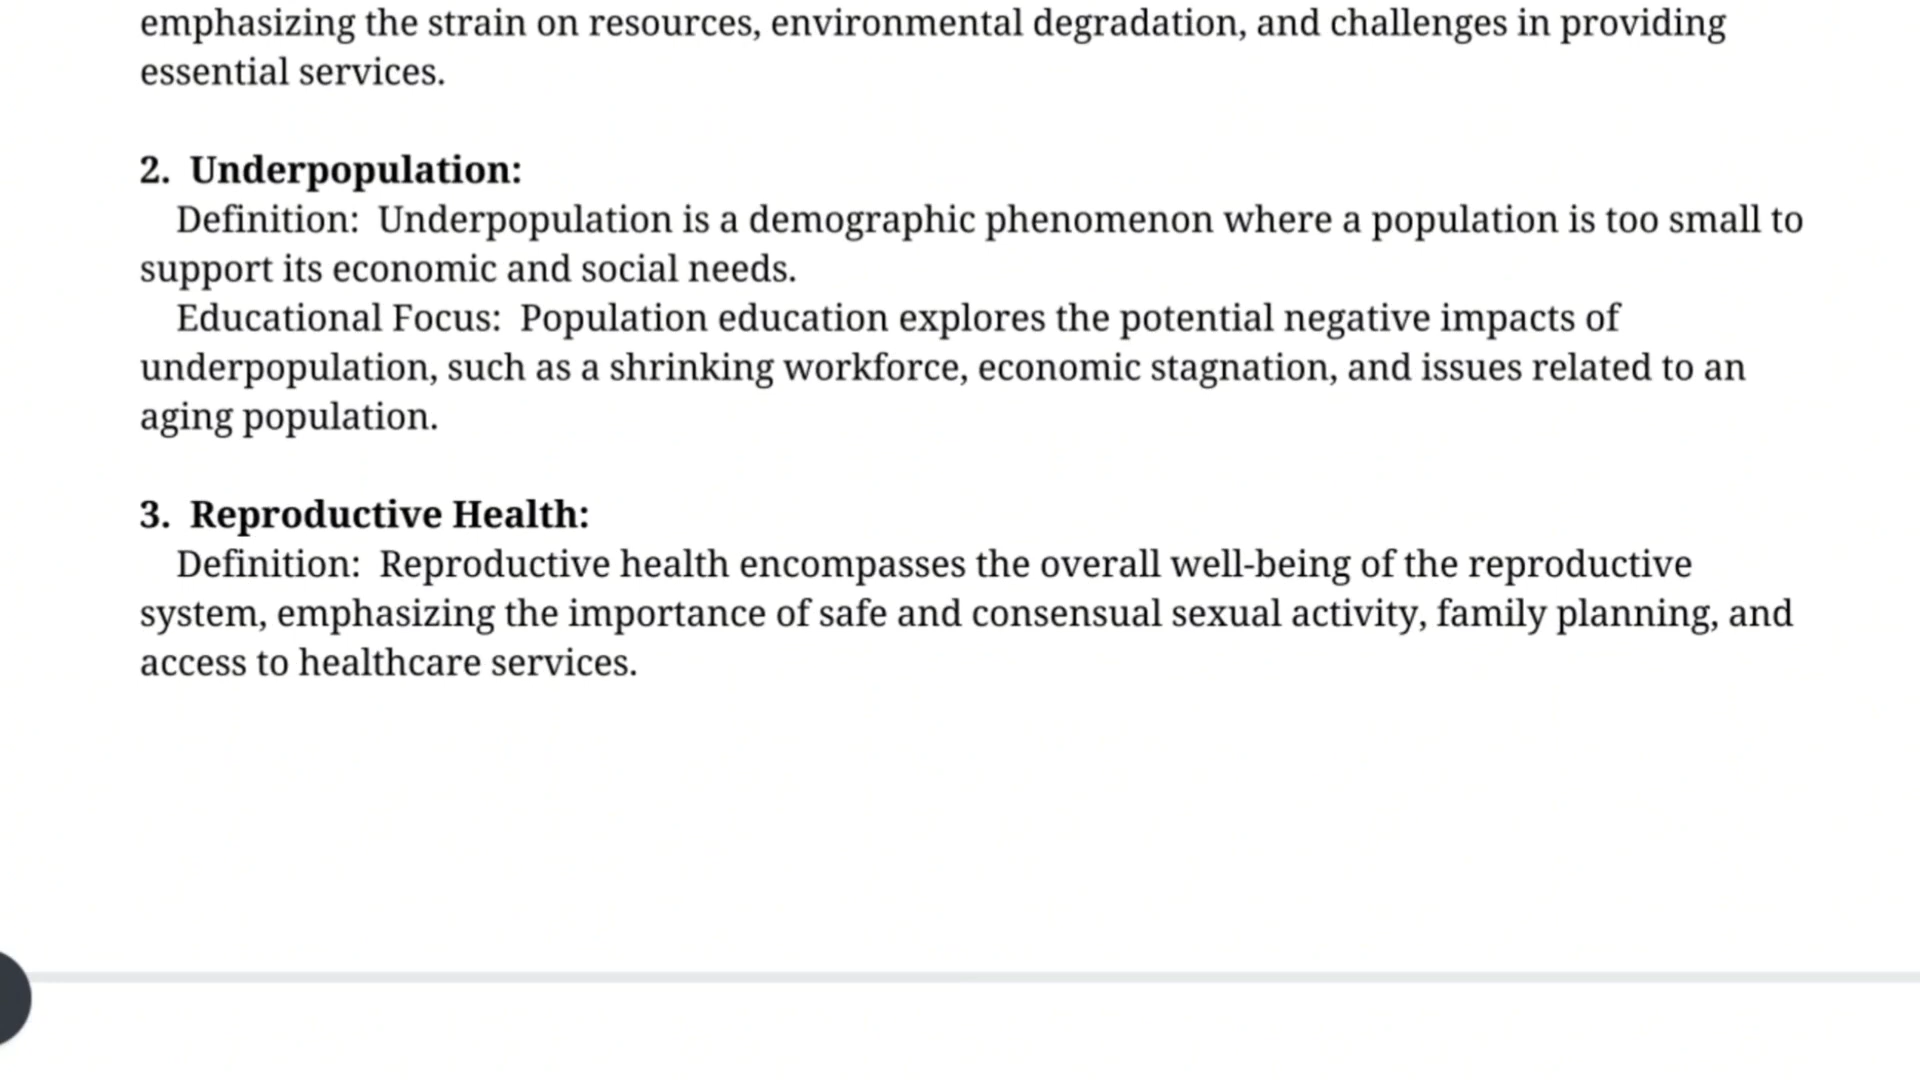 emphasizing the strain on resources, environmental degradation, and challenges in providing
essential services.
2. Underpopulation:
Definition: Underpopulation is a demographic phenomenon where a population is too small to
support its economic and social needs.
Educational Focus: Population education explores the potential negative impacts of
underpopulation, such as a shrinking workforce, economic stagnation, and issues related to an
aging population.
3. Reproductive Health:
Definition: Reproductive health encompasses the overall well-being of the reproductive
system, emphasizing the importance of safe and consensual sexual activity, family planning, and
access to healthcare services.